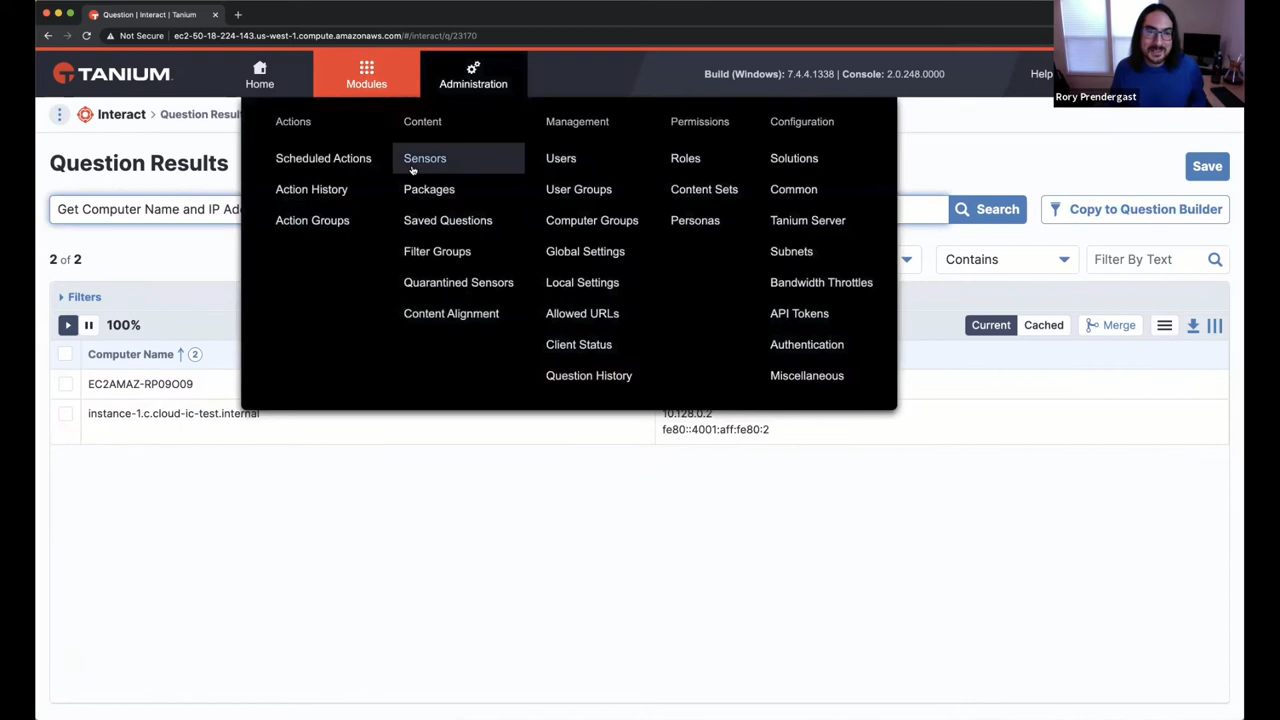 Question | Interact | Tanium
Not Secure | ec2-50-18-224-143.us-west-1.compute.amazonaws.com/#/interact/q/23170
TANIUM
Home
Modules
Administration
Build (Windows): 7.4.4.1338 | Console: 2.0.248.0000
Help
Rory Prendergast
Interact > Question Resul
Question Results
Save
Get Computer Name and IP Ad
Search
Copy to Question Builder
2 of 2
Contains
Filter By Text
Filters
100%
Current
Cached
Merge
Computer Name 2
EC2AMAZ-RP09O09
instance-1.c.cloud-ic-test.internal
10.128.0.2
fe80::4001:aff:fe80:2
Actions
Scheduled Actions
Action History
Action Groups
Content
Sensors
Packages
Saved Questions
Filter Groups
Quarantined Sensors
Content Alignment
Management
Users
User Groups
Computer Groups
Global Settings
Local Settings
Allowed URLs
Client Status
Question History
Permissions
Roles
Content Sets
Personas
Configuration
Solutions
Common
Tanium Server
Subnets
Bandwidth Throttles
API Tokens
Authentication
Miscellaneous